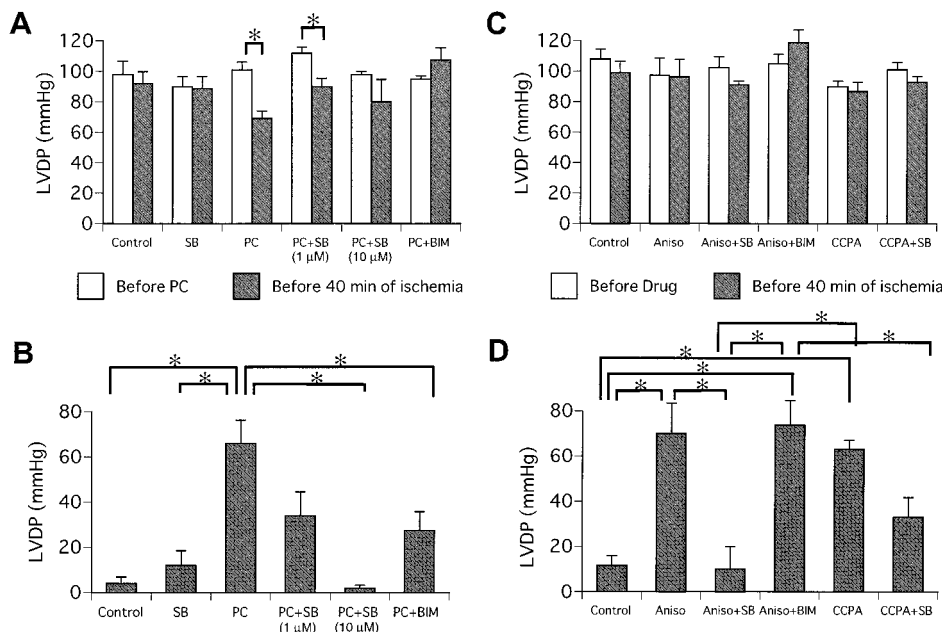 A
*
*
120
100
80
60
40
20
0
LVDP (mmHg)
Control SB PC PC+SB PC+SB PC+BIM
(1 μM) (10 μM)
Before PC Before 40 min of ischemia
C
120
100
80
60
40
20
0
LVDP (mmHg)
Control Aniso Aniso+SB Aniso+BIM CCPA CCPA+SB
Before Drug Before 40 min of ischemia
B
* *
* *
80
60
40
20
0
LVDP (mmHg)
Control SB PC PC+SB PC+SB PC+BIM
(1 μM) (10 μM)
D
*
* *
*
*
* *
80
60
40
20
0
LVDP (mmHg)
Control Aniso Aniso+SB Aniso+BIM CCPA CCPA+SB